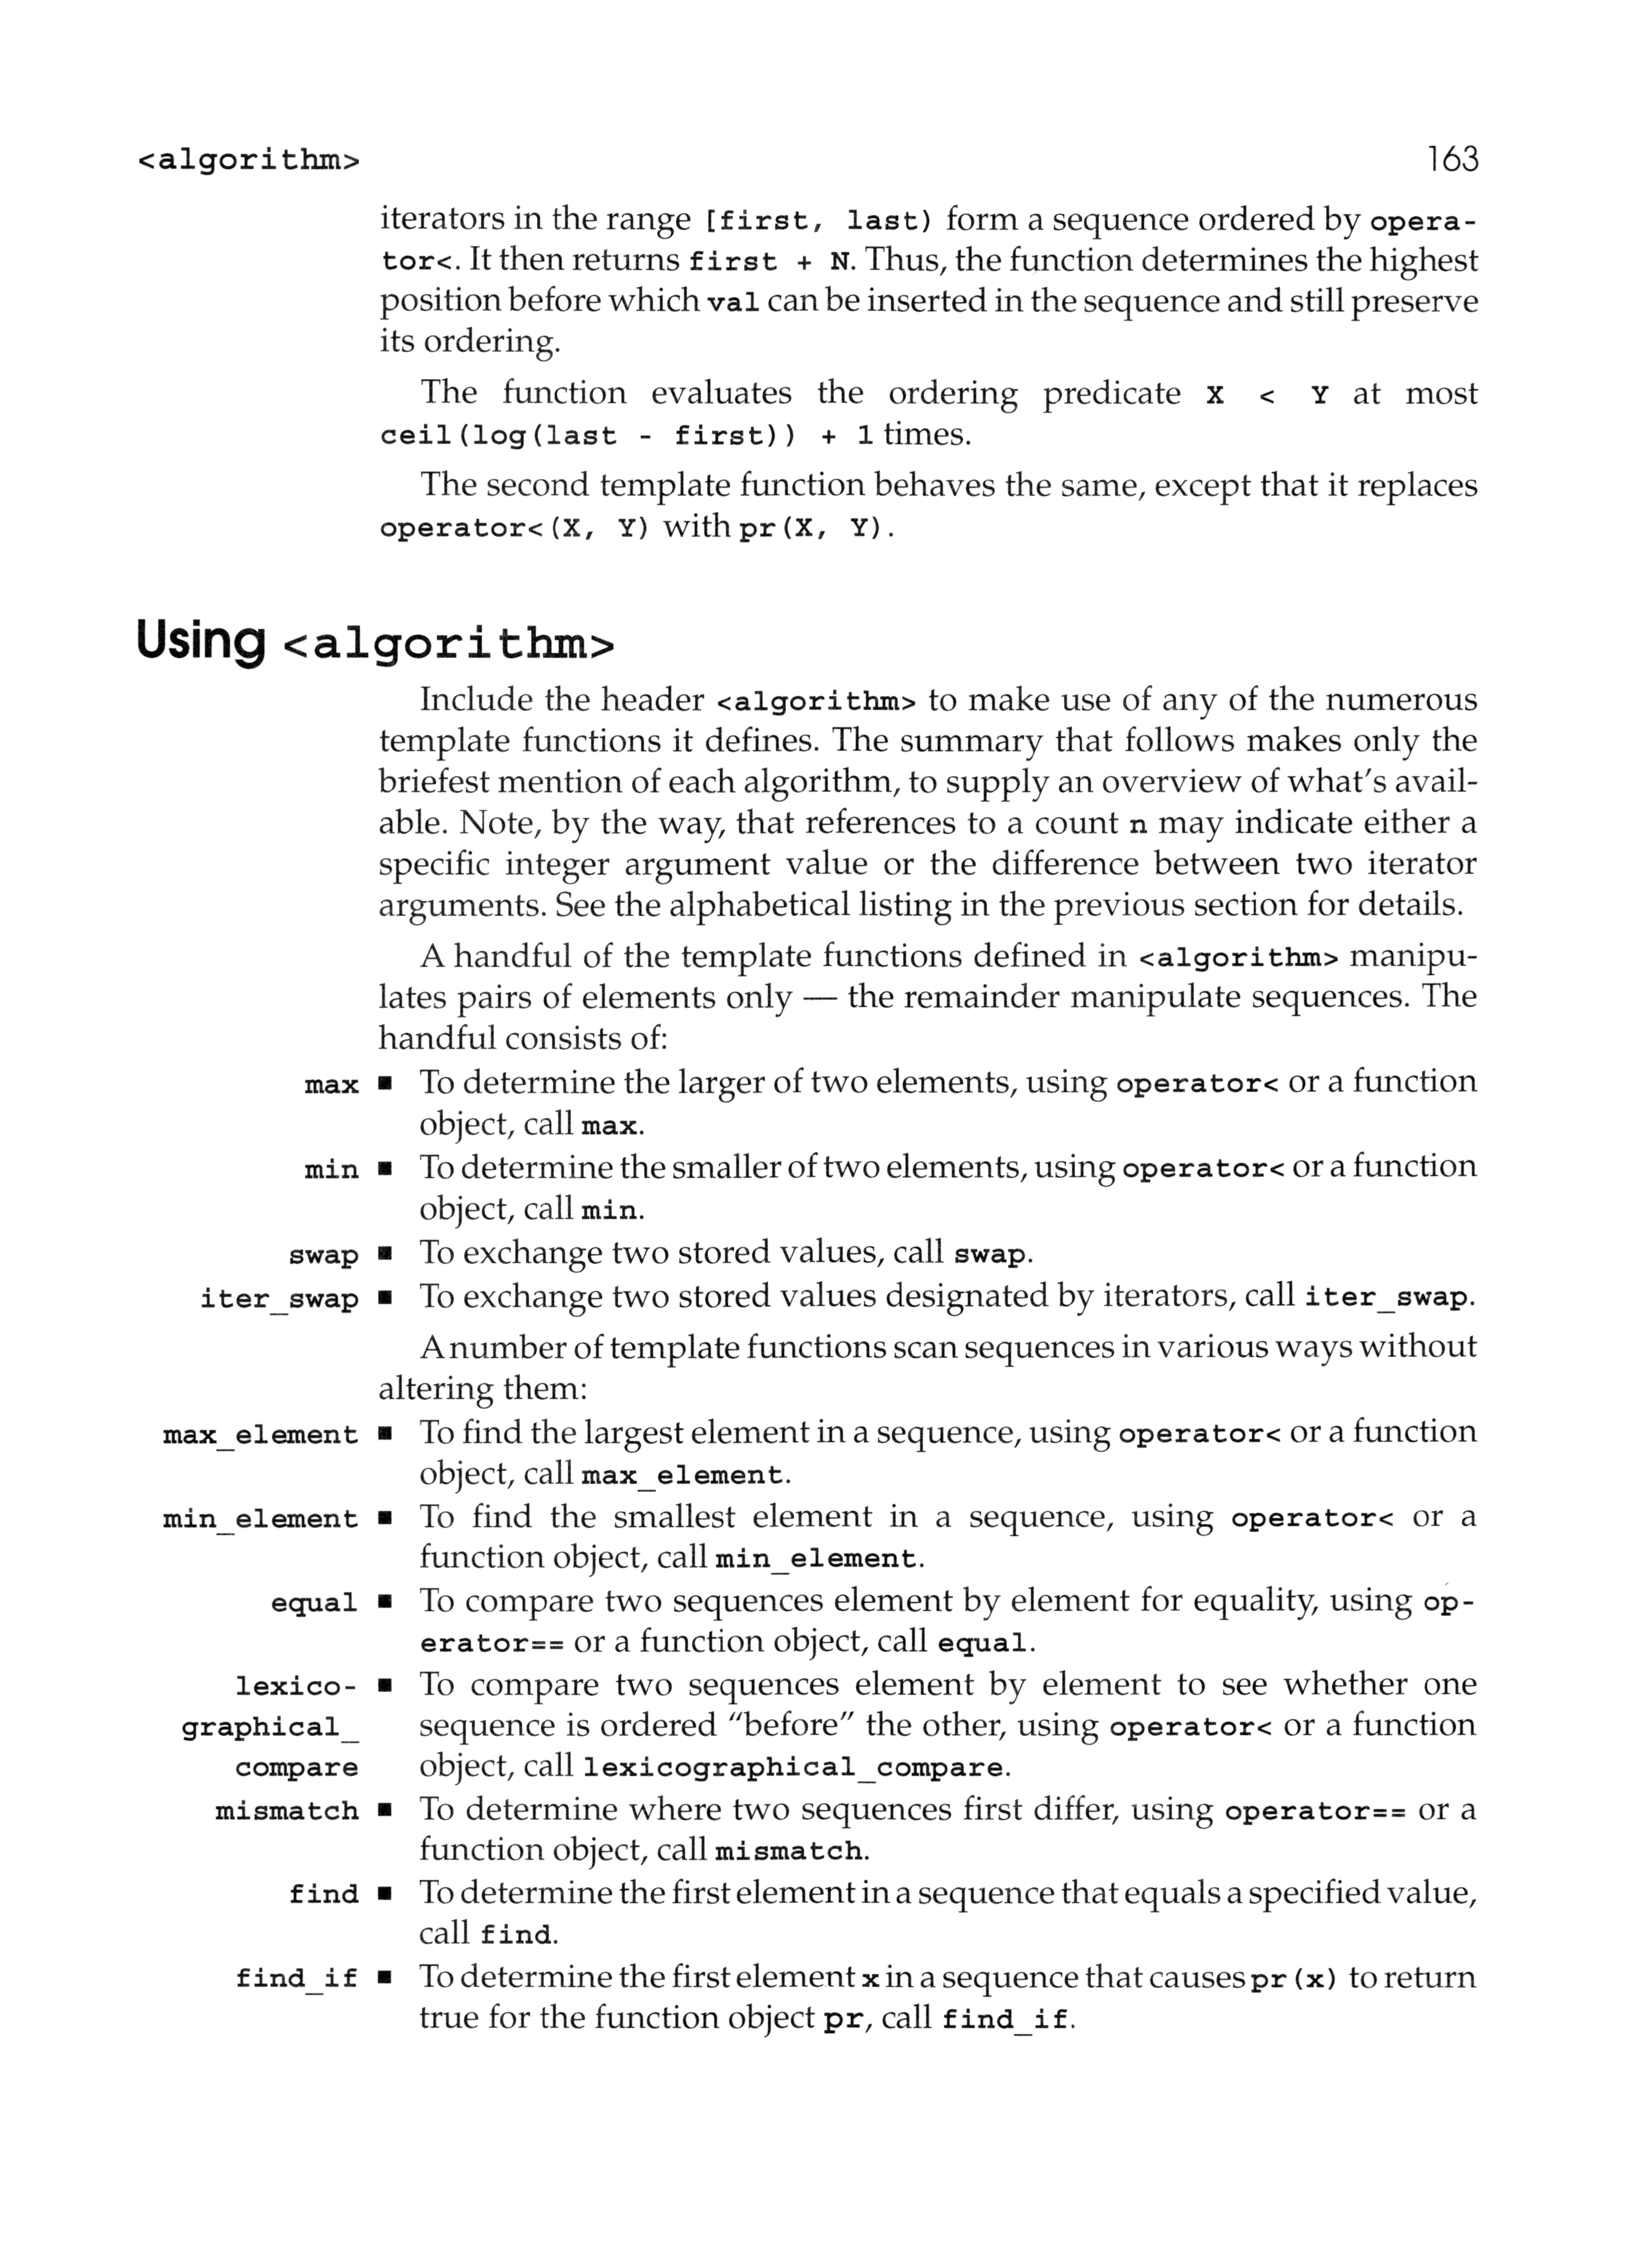 <algorithm> 163
iterators in the range [first, last) form a sequence ordered by opera-
tor<. It then returns first + N. Thus, the function determines the highest
position before which val can be inserted in the sequence and still preserve
its ordering.
The function evaluates the ordering predicate X < Y at most
ceil(log(last - first)) + 1 times.
The second template function behaves the same, except that it replaces
operator<(X, Y) with pr(X, Y).
Using <algorithm>
Include the header <algorithm> to make use of any of the numerous
template functions it defines. The summary that follows makes only the
briefest mention of each algorithm, to supply an overview of what's avail-
able. Note, by the way, that references to a count n may indicate either a
specific integer argument value or the difference between two iterator
arguments. See the alphabetical listing in the previous section for details.
A handful of the template functions defined in <algorithm> manipu-
lates pairs of elements only — the remainder manipulate sequences. The
handful consists of:
max ■ To determine the larger of two elements, using operator< or a function
object, call max.
min ■ To determine the smaller of two elements, using operator< or a function
object, call min.
swap ■ To exchange two stored values, call swap.
iter_swap ■ To exchange two stored values designated by iterators, call iter_swap.
A number of template functions scan sequences in various ways without
altering them:
max_element ■ To find the largest element in a sequence, using operator< or a function
object, call max_element.
min_element ■ To find the smallest element in a sequence, using operator< or a
function object, call min_element.
equal ■ To compare two sequences element by element for equality, using op-
erator== or a function object, call equal.
lexico- ■ To compare two sequences element by element to see whether one
graphical_ sequence is ordered "before" the other, using operator< or a function
compare object, call lexicographical_compare.
mismatch ■ To determine where two sequences first differ, using operator== or a
function object, call mismatch.
find ■ To determine the first element in a sequence that equals a specified value,
call find.
find_if ■ To determine the first element x in a sequence that causes pr(x) to return
true for the function object pr, call find_if.